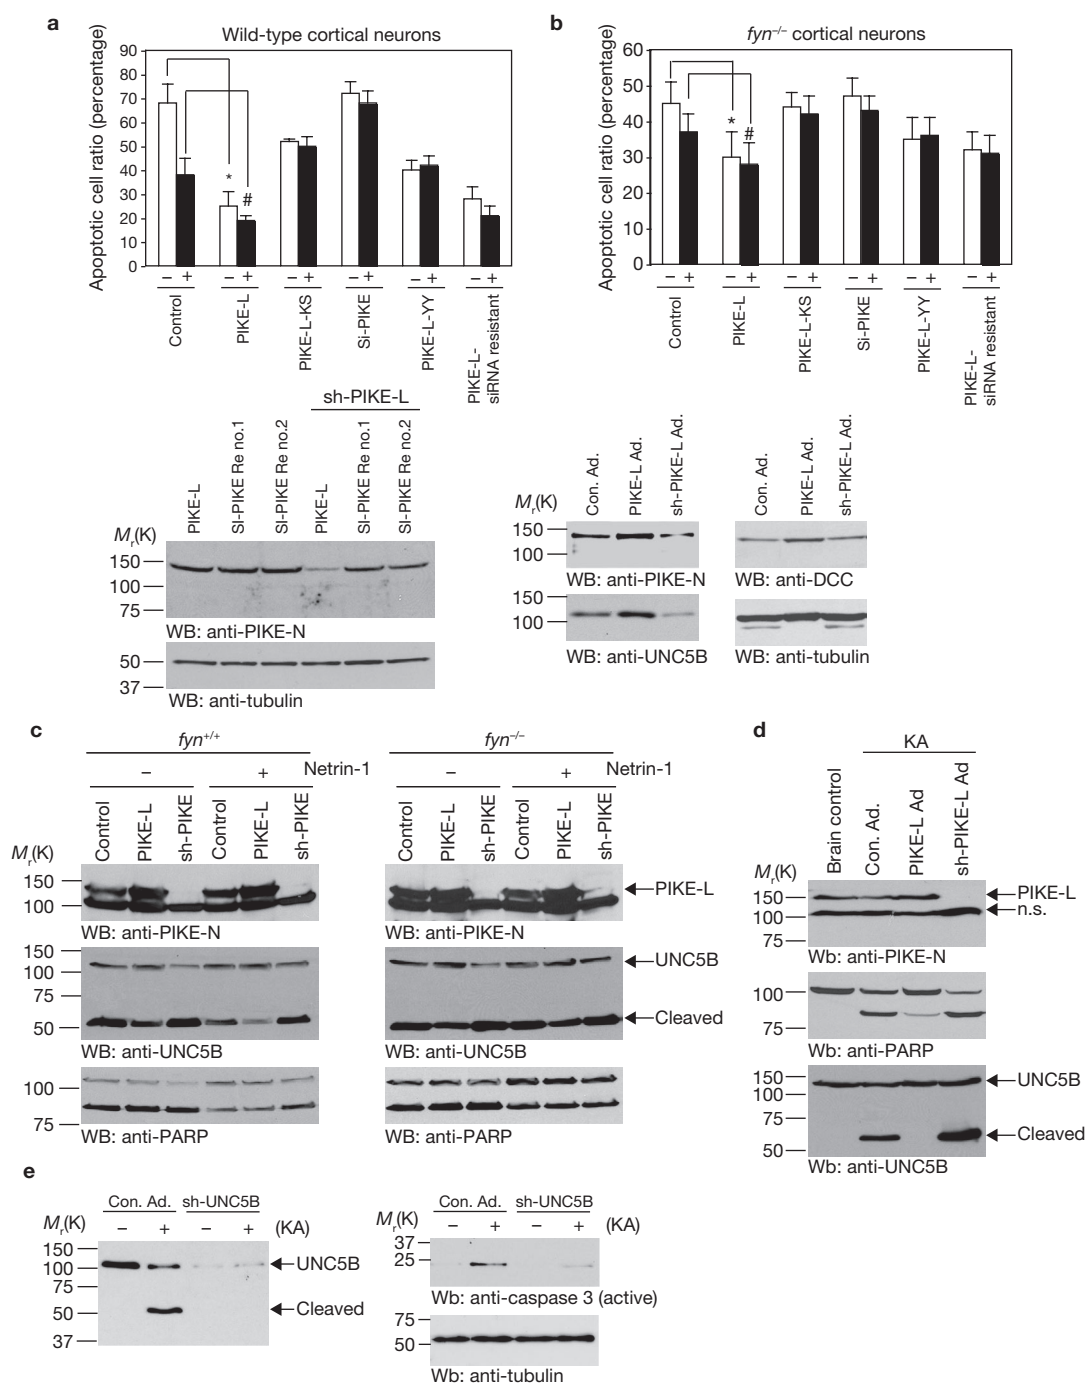 a
Wild-type cortical neurons
Apoptotic cell ratio (percentage)
90
80
70
60
50
40
30
20
10
0
– + – + – + – + – + – +
Control
PIKE-L
PIKE-L-KS
Si-PIKE
PIKE-L-YY
PIKE-L-
siRNA resistant
* #
b
fyn–/– cortical neurons
Apoptotic cell ratio (percentage)
60
50
40
30
20
10
0
– + – + – + – + – + – +
Control
PIKE-L
PIKE-L-KS
Si-PIKE
PIKE-L-YY
PIKE-L-
siRNA resistant
* #
sh-PIKE-L
PIKE-L
SI-PIKE Re no.1
SI-PIKE Re no.2
PIKE-L
SI-PIKE Re no.1
SI-PIKE Re no.2
Mr(K)
150
100
75
WB: anti-PIKE-N
50
37
WB: anti-tubulin
Con. Ad.
PIKE-L Ad.
sh-PIKE-L Ad.
Mr(K)
150
100
WB: anti-PIKE-N
150
100
WB: anti-UNC5B
Con. Ad.
PIKE-L Ad.
sh-PIKE-L Ad.
WB: anti-DCC
WB: anti-tubulin
c
fyn+/+
– + Netrin-1
Control
PIKE-L
sh-PIKE
Control
PIKE-L
sh-PIKE
Mr(K)
150
100
WB: anti-PIKE-N
150
100
75
50
WB: anti-UNC5B
100
75
WB: anti-PARP
fyn–/–
– + Netrin-1
Control
PIKE-L
sh-PIKE
Control
PIKE-L
sh-PIKE
PIKE-L
WB: anti-PIKE-N
UNC5B
Cleaved
WB: anti-UNC5B
WB: anti-PARP
d
KA
Brain control
Con. Ad.
PIKE-L Ad
sh-PIKE-L Ad
Mr(K)
150
100
75
PIKE-L
n.s.
Wb: anti-PIKE-N
100
75
Wb: anti-PARP
150
100
75
50
UNC5B
Cleaved
Wb: anti-UNC5B
e
Con. Ad. sh-UNC5B
Mr(K) – + – + (KA)
150
100
75
50
37
UNC5B
Cleaved
Con. Ad. sh-UNC5B
Mr(K) – + – + (KA)
37
25
Wb: anti-caspase 3 (active)
75
50
Wb: anti-tubulin